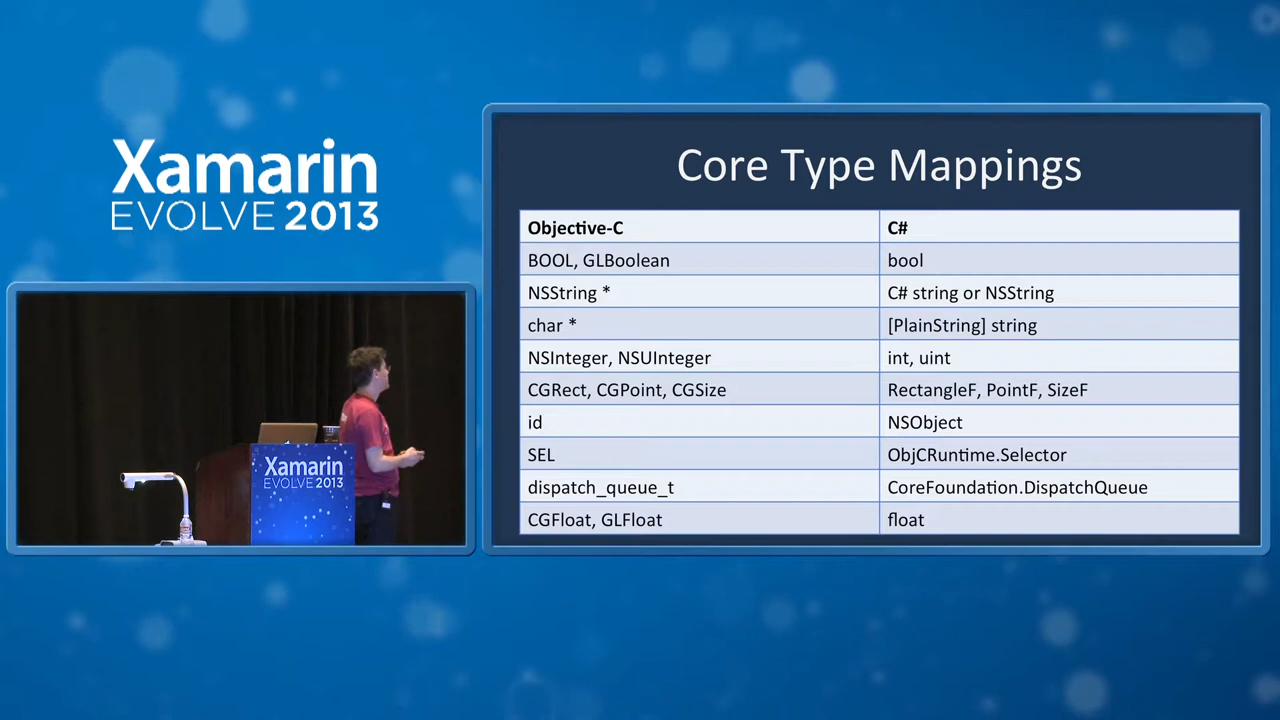 Xamarin
EVOLVE 2013
Core Type Mappings
Objective-C C#
BOOL, GLBoolean bool
NSString * C# string or NSString
char * [PlainString] string
NSInteger, NSUInteger int, uint
CGRect, CGPoint, CGSize RectangleF, PointF, SizeF
id NSObject
SEL ObjCRuntime.Selector
dispatch_queue_t CoreFoundation.DispatchQueue
CGFloat, GLFloat float
Xamarin
EVOLVE 2013